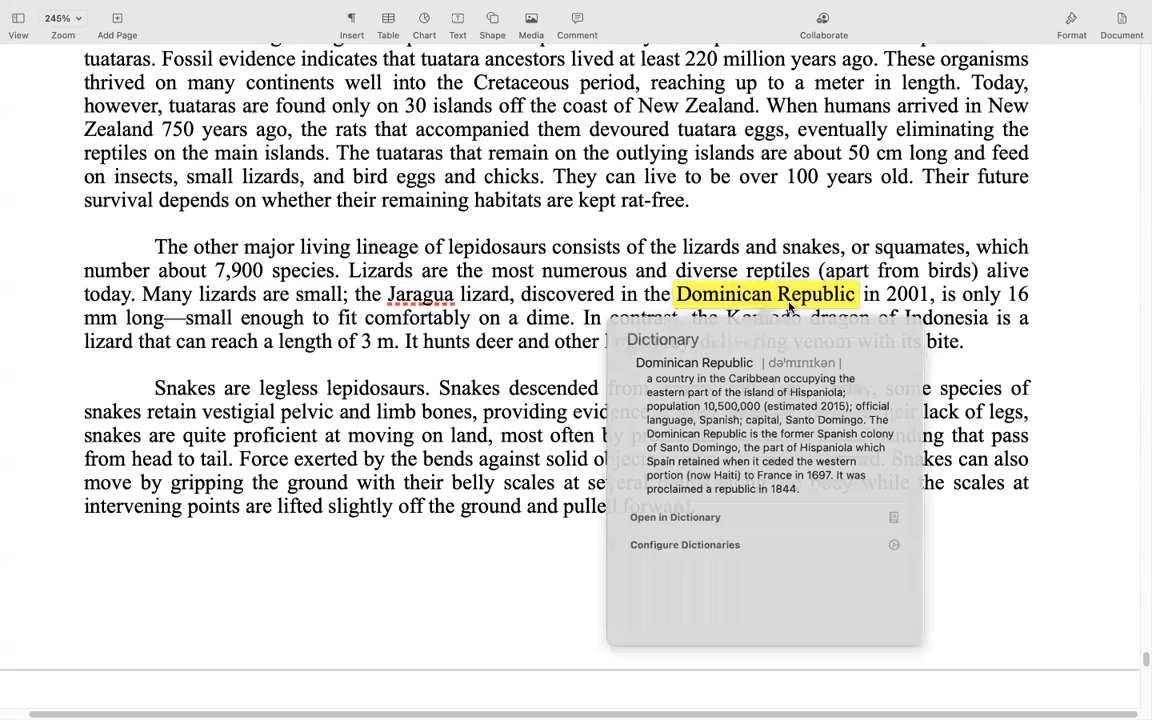 245%
View
Zoom
Add Page
Insert
Table
Chart
Text
Shape
Media
Comment
Collaborate
Format
Document
tuataras. Fossil evidence indicates that tuatara ancestors lived at least 220 million years ago. These organisms
thrived on many continents well into the Cretaceous period, reaching up to a meter in length. Today,
however, tuataras are found only on 30 islands off the coast of New Zealand. When humans arrived in New
Zealand 750 years ago, the rats that accompanied them devoured tuatara eggs, eventually eliminating the
reptiles on the main islands. The tuataras that remain on the outlying islands are about 50 cm long and feed
on insects, small lizards, and bird eggs and chicks. They can live to be over 100 years old. Their future
survival depends on whether their remaining habitats are kept rat-free.
The other major living lineage of lepidosaurs consists of the lizards and snakes, or squamates, which
number about 7,900 species. Lizards are the most numerous and diverse reptiles (apart from birds) alive
today. Many lizards are small; the Jaragua lizard, discovered in the Dominican Republic in 2001, is only 16
mm long—small enough to fit comfortably on a dime. In contrast, the Komodo dragon of Indonesia is a
lizard that can reach a length of 3 m. It hunts deer and other delivering venom with its bite.
Snakes are legless lepidosaurs. Snakes descended from some species of
snakes retain vestigial pelvic and limb bones, providing lack of legs,
snakes are quite proficient at moving on land, most often that pass
from head to tail. Force exerted by the bends against solid Snakes can also
move by gripping the ground with their belly scales at while the scales at
intervening points are lifted slightly off the ground and pulled forward.
Dictionary
Dominican Republic | dəˈmɪnɪkən |
a country in the Caribbean occupying the
eastern part of the island of Hispaniola;
population 10,500,000 (estimated 2015); official
language, Spanish; capital, Santo Domingo. The
Dominican Republic is the former Spanish colony
of Santo Domingo, the part of Hispaniola which
Spain retained when it ceded the western
portion (now Haiti) to France in 1697. It was
proclaimed a republic in 1844.
Open in Dictionary
Configure Dictionaries